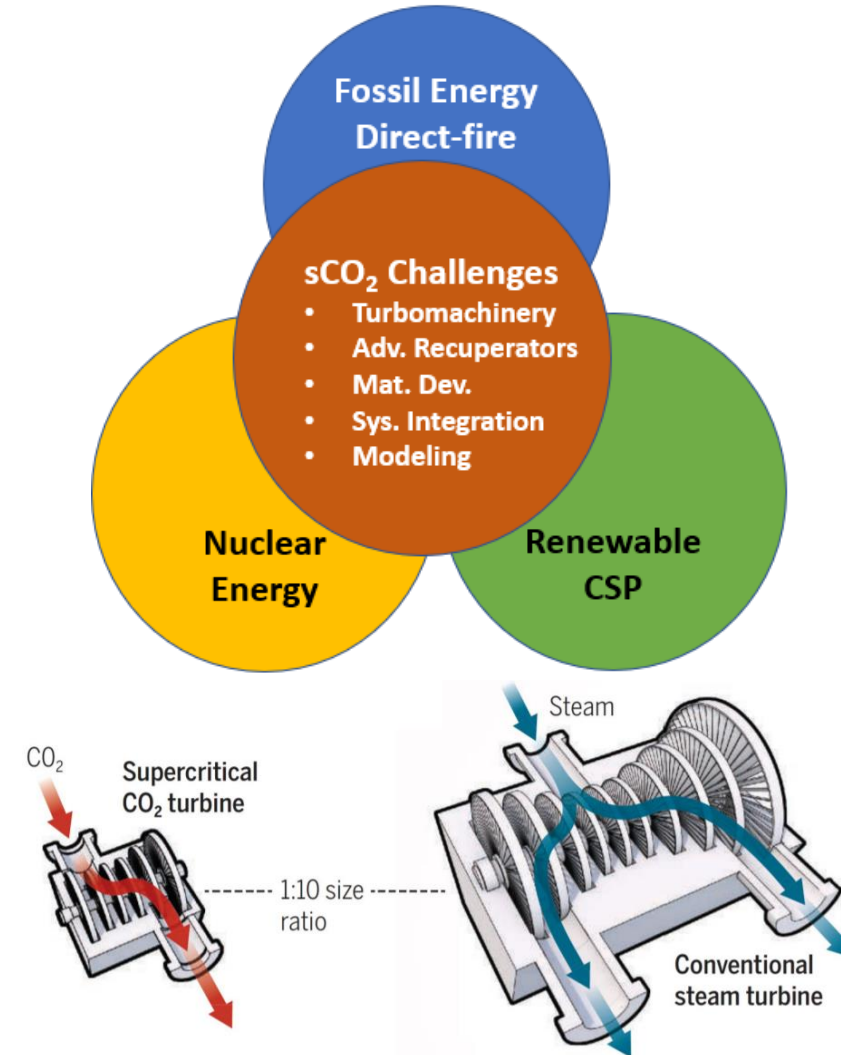 Fossil Energy
Direct-fire
sCO₂ Challenges
• Turbomachinery
• Adv. Recuperators
• Mat. Dev.
• Sys. Integration
• Modeling
Nuclear
Energy
Renewable
CSP
CO₂
Supercritical
CO₂ turbine
1:10 size
ratio
Steam
Conventional
steam turbine